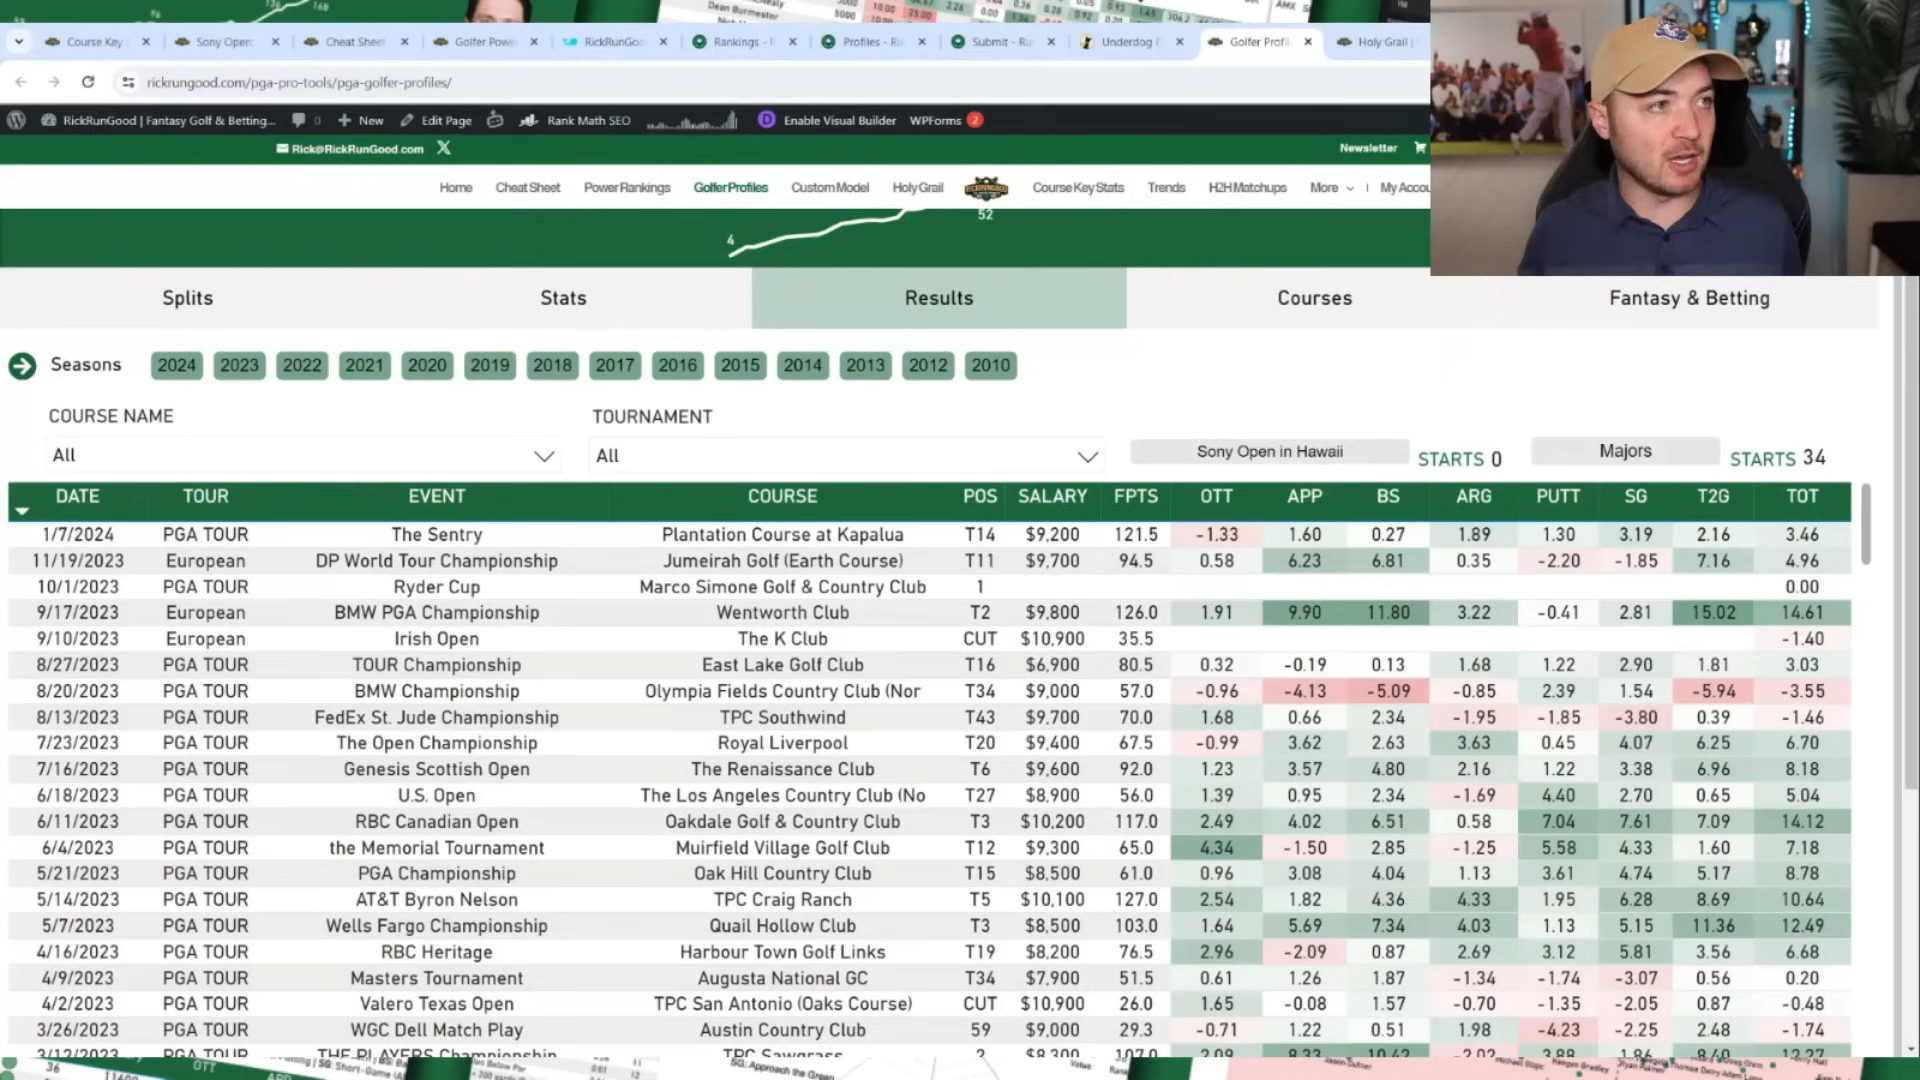 Course Key
Sony Open
Cheat Sheet
Golfer Powe
RickRunGoo
Rankings - R
Profiles - Ru
Submit - Ru
Underdog
Golfer Profil
Holy Grail |
rickrungood.com/pga-pro-tools/pga-golfer-profiles/
RickRunGood | Fantasy Golf & Betting... 0 New Edit Page Rank Math SEO Enable Visual Builder WPForms 2
Rick@RickRunGood.com Newsletter
Home Cheat Sheet Power Rankings Golfer Profiles Custom Model Holy Grail Course Key Stats Trends H2H Matchups More My Accou
4
52
Splits Stats Results Courses Fantasy & Betting
Seasons 2024 2023 2022 2021 2020 2019 2018 2017 2016 2015 2014 2013 2012 2010
COURSE NAME TOURNAMENT
All All Sony Open in Hawaii STARTS 0 Majors STARTS 34
DATE TOUR EVENT COURSE POS SALARY FPTS OTT APP BS ARG PUTT SG T2G TOT
1/7/2024 PGA TOUR The Sentry Plantation Course at Kapalua T14 $9,200 121.5 -1.33 1.60 0.27 1.89 1.30 3.19 2.16 3.46
11/19/2023 European DP World Tour Championship Jumeirah Golf (Earth Course) T11 $9,700 94.5 0.58 6.23 6.81 0.35 -2.20 -1.85 7.16 4.96
10/1/2023 PGA TOUR Ryder Cup Marco Simone Golf & Country Club 1 0.00
9/17/2023 European BMW PGA Championship Wentworth Club T2 $9,800 126.0 1.91 9.90 11.80 3.22 -0.41 2.81 15.02 14.61
9/10/2023 European Irish Open The K Club CUT $10,900 35.5 -1.40
8/27/2023 PGA TOUR TOUR Championship East Lake Golf Club T16 $6,900 80.5 0.32 -0.19 0.13 1.68 1.22 2.90 1.81 3.03
8/20/2023 PGA TOUR BMW Championship Olympia Fields Country Club (Nor T34 $9,000 57.0 -0.96 -4.13 -5.09 -0.85 2.39 1.54 -5.94 -3.55
8/13/2023 PGA TOUR FedEx St. Jude Championship TPC Southwind T43 $9,700 70.0 1.68 0.66 2.34 -1.95 -1.85 -3.80 0.39 -1.46
7/23/2023 PGA TOUR The Open Championship Royal Liverpool T20 $9,400 67.5 -0.99 3.62 2.63 3.63 0.45 4.07 6.25 6.70
7/16/2023 PGA TOUR Genesis Scottish Open The Renaissance Club T6 $9,600 92.0 1.23 3.57 4.80 2.16 1.22 3.38 6.96 8.18
6/18/2023 PGA TOUR U.S. Open The Los Angeles Country Club (No T27 $8,900 56.0 1.39 0.95 2.34 -1.69 4.40 2.70 0.65 5.04
6/11/2023 PGA TOUR RBC Canadian Open Oakdale Golf & Country Club T3 $10,200 117.0 2.49 4.02 6.51 0.58 7.04 7.61 7.09 14.12
6/4/2023 PGA TOUR the Memorial Tournament Muirfield Village Golf Club T12 $9,300 65.0 4.34 -1.50 2.85 -1.25 5.58 4.33 1.60 7.18
5/21/2023 PGA TOUR PGA Championship Oak Hill Country Club T15 $8,500 61.0 0.96 3.08 4.04 1.13 3.61 4.74 5.17 8.78
5/14/2023 PGA TOUR AT&T Byron Nelson TPC Craig Ranch T5 $10,100 127.0 2.54 1.82 4.36 4.33 1.95 6.28 8.69 10.64
5/7/2023 PGA TOUR Wells Fargo Championship Quail Hollow Club T3 $8,500 103.0 1.64 5.69 7.34 4.03 1.13 5.15 11.36 12.49
4/16/2023 PGA TOUR RBC Heritage Harbour Town Golf Links T19 $8,200 76.5 2.96 -2.09 0.87 2.69 3.12 5.81 3.56 6.68
4/9/2023 PGA TOUR Masters Tournament Augusta National GC T34 $7,900 51.5 0.61 1.26 1.87 -1.34 -1.74 -3.07 0.56 0.20
4/2/2023 PGA TOUR Valero Texas Open TPC San Antonio (Oaks Course) CUT $10,900 26.0 1.65 -0.08 1.57 -0.70 -1.35 -2.05 0.87 -0.48
3/26/2023 PGA TOUR WGC Dell Match Play Austin Country Club 59 $9,000 29.3 -0.71 1.22 0.51 1.98 -4.23 -2.25 2.48 -1.74
3/12/2023 PGA TOUR THE PLAYERS Championship TPC Sawgrass 2 $8,300 107.0 2.09 8.33 10.42 -2.02 3.88 1.86 8.40 12.27